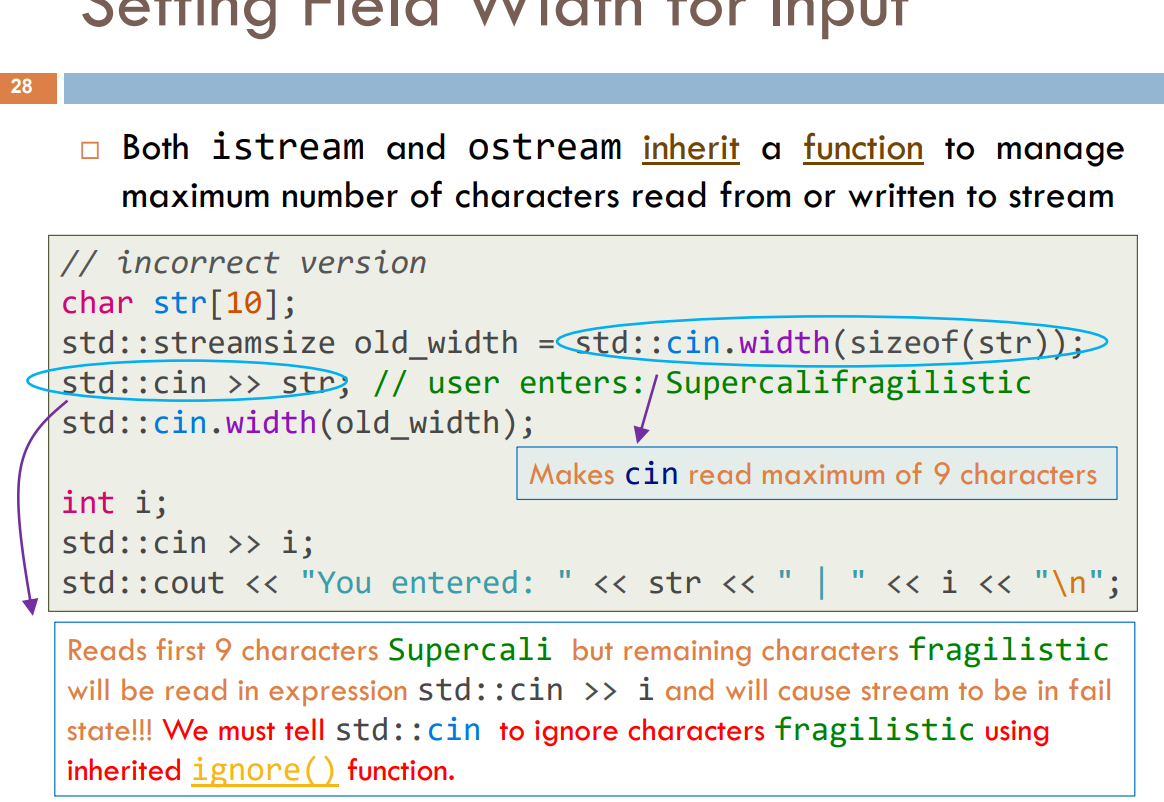 Setting Field Width for Input
28
Both istream and ostream inherit a function to manage
maximum number of characters read from or written to stream
// incorrect version
char str[10];
std::streamsize old_width = std::cin.width(sizeof(str));
std::cin >> str; // user enters: Supercalifragilistic
std::cin.width(old_width);
Makes cin read maximum of 9 characters
int i;
std::cin >> i;
std::cout << "You entered: " << str << " | " << i << "\n";
Reads first 9 characters Supercali but remaining characters fragilistic
will be read in expression std::cin >> i and will cause stream to be in fail
state!!! We must tell std::cin to ignore characters fragilistic using
inherited ignore() function.